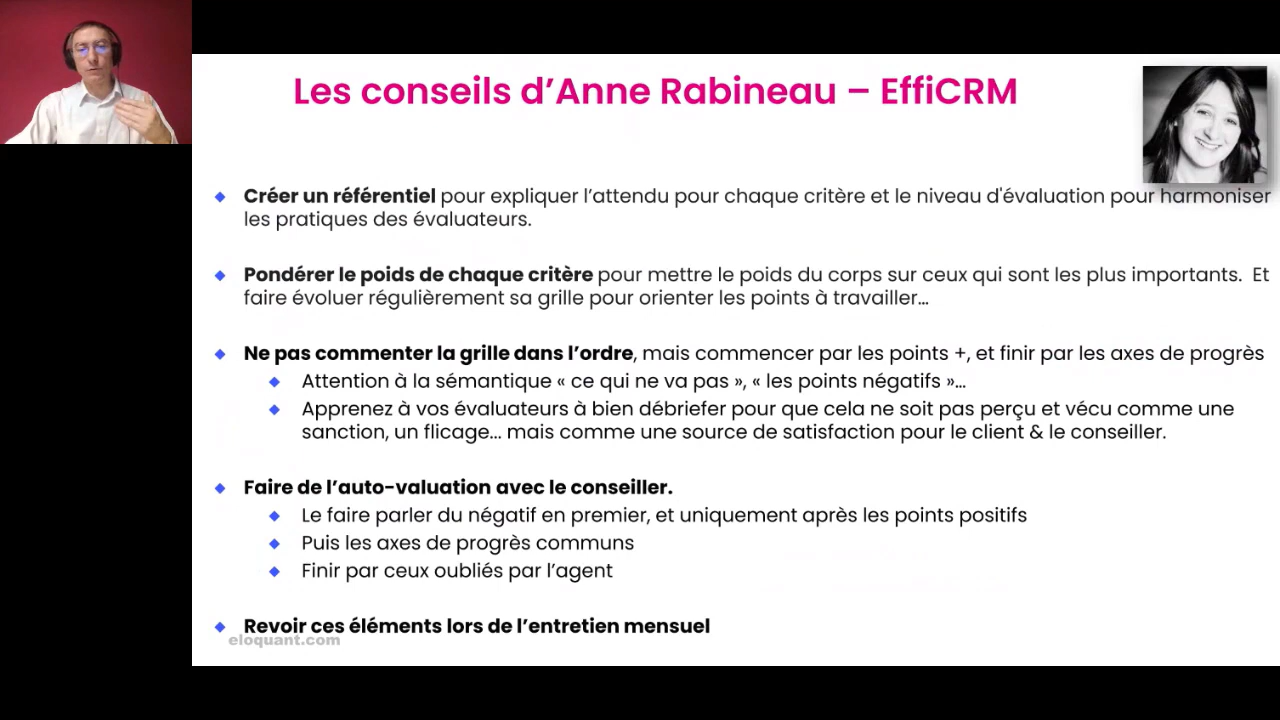 Les conseils d’Anne Rabineau – EffiCRM
Créer un référentiel pour expliquer l’attendu pour chaque critère et le niveau d'évaluation pour harmoniser
les pratiques des évaluateurs.
Pondérer le poids de chaque critère pour mettre le poids du corps sur ceux qui sont les plus importants. Et
faire évoluer régulièrement sa grille pour orienter les points à travailler…
Ne pas commenter la grille dans l’ordre, mais commencer par les points +, et finir par les axes de progrès
Attention à la sémantique « ce qui ne va pas », « les points négatifs »…
Apprenez à vos évaluateurs à bien débriefer pour que cela ne soit pas perçu et vécu comme une
sanction, un flicage… mais comme une source de satisfaction pour le client & le conseiller.
Faire de l’auto-valuation avec le conseiller.
Le faire parler du négatif en premier, et uniquement après les points positifs
Puis les axes de progrès communs
Finir par ceux oubliés par l’agent
Revoir ces éléments lors de l’entretien mensuel
eloquant.com